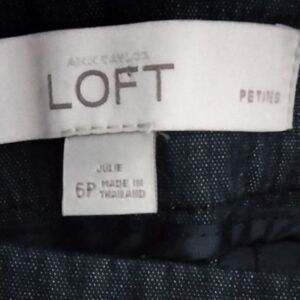 ANN TAYLOR
LOFT
PETITES
JULIE
6P MADE IN
THAILAND